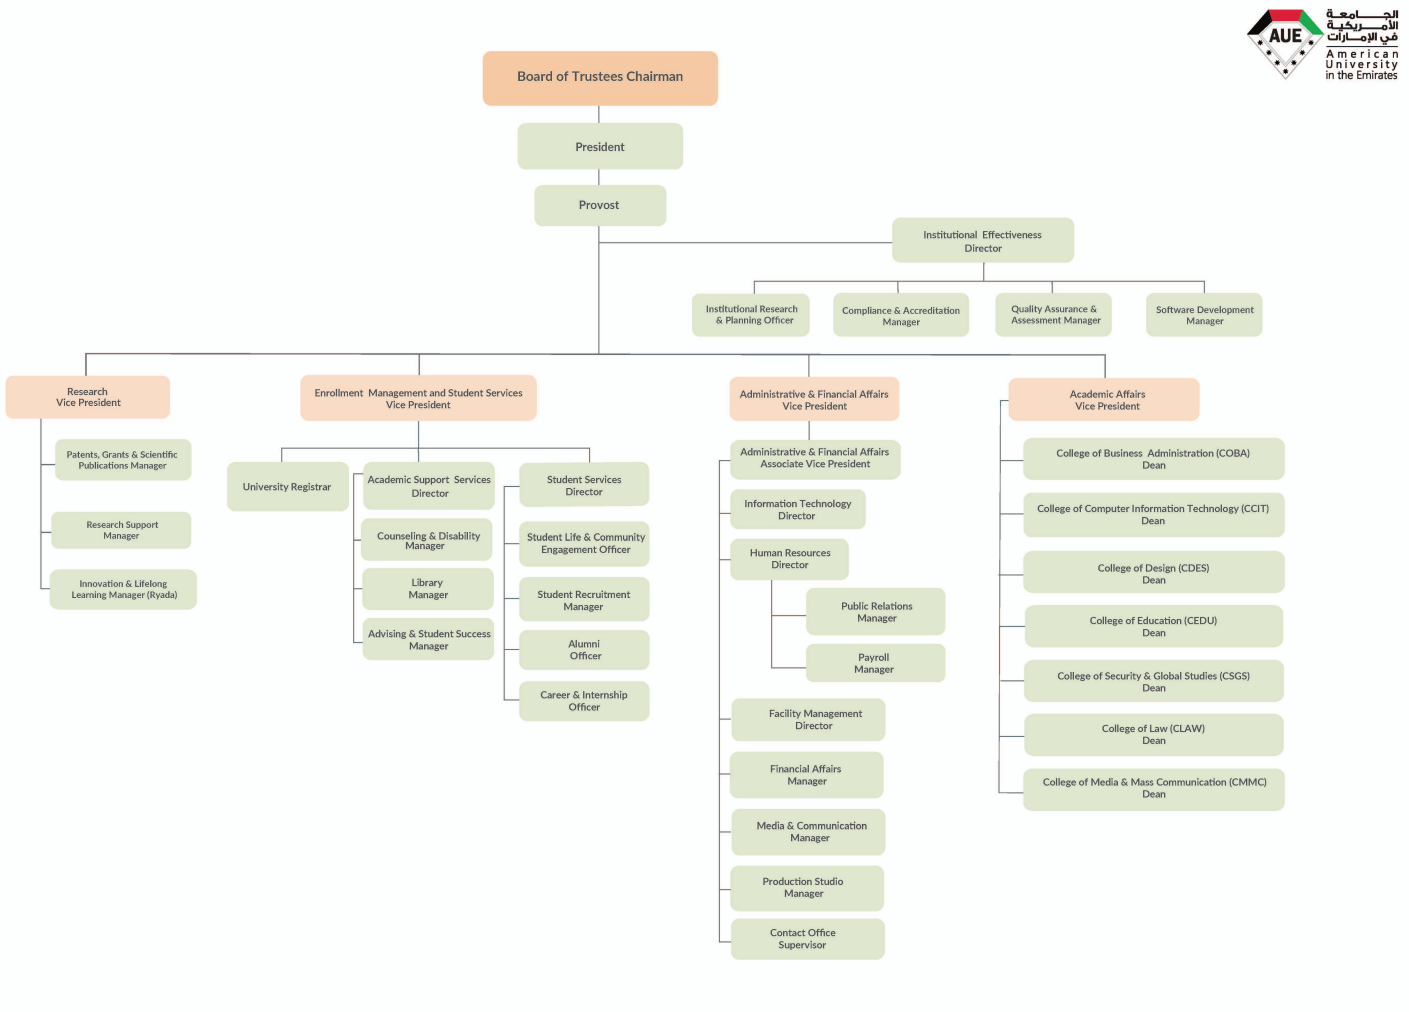 الجـــامعة
الأمـريكية
في الإمارات
AUE
American
University
in the Emirates
Board of Trustees Chairman
President
Provost
Institutional Effectiveness
Director
Institutional Research
& Planning Officer
Compliance & Accreditation
Manager
Quality Assurance &
Assessment Manager
Software Development
Manager
Research
Vice President
Patents, Grants & Scientific
Publications Manager
Research Support
Manager
Innovation & Lifelong
Learning Manager (Ryada)
Enrollment Management and Student Services
Vice President
University Registrar
Academic Support Services
Director
Counseling & Disability
Manager
Library
Manager
Advising & Student Success
Manager
Student Services
Director
Student Life & Community
Engagement Officer
Student Recruitment
Manager
Alumni
Officer
Career & Internship
Officer
Administrative & Financial Affairs
Vice President
Administrative & Financial Affairs
Associate Vice President
Information Technology
Director
Human Resources
Director
Public Relations
Manager
Payroll
Manager
Facility Management
Director
Financial Affairs
Manager
Media & Communication
Manager
Production Studio
Manager
Contact Office
Supervisor
Academic Affairs
Vice President
College of Business Administration (COBA)
Dean
College of Computer Information Technology (CCIT)
Dean
College of Design (CDES)
Dean
College of Education (CEDU)
Dean
College of Security & Global Studies (CSGS)
Dean
College of Law (CLAW)
Dean
College of Media & Mass Communication (CMMC)
Dean